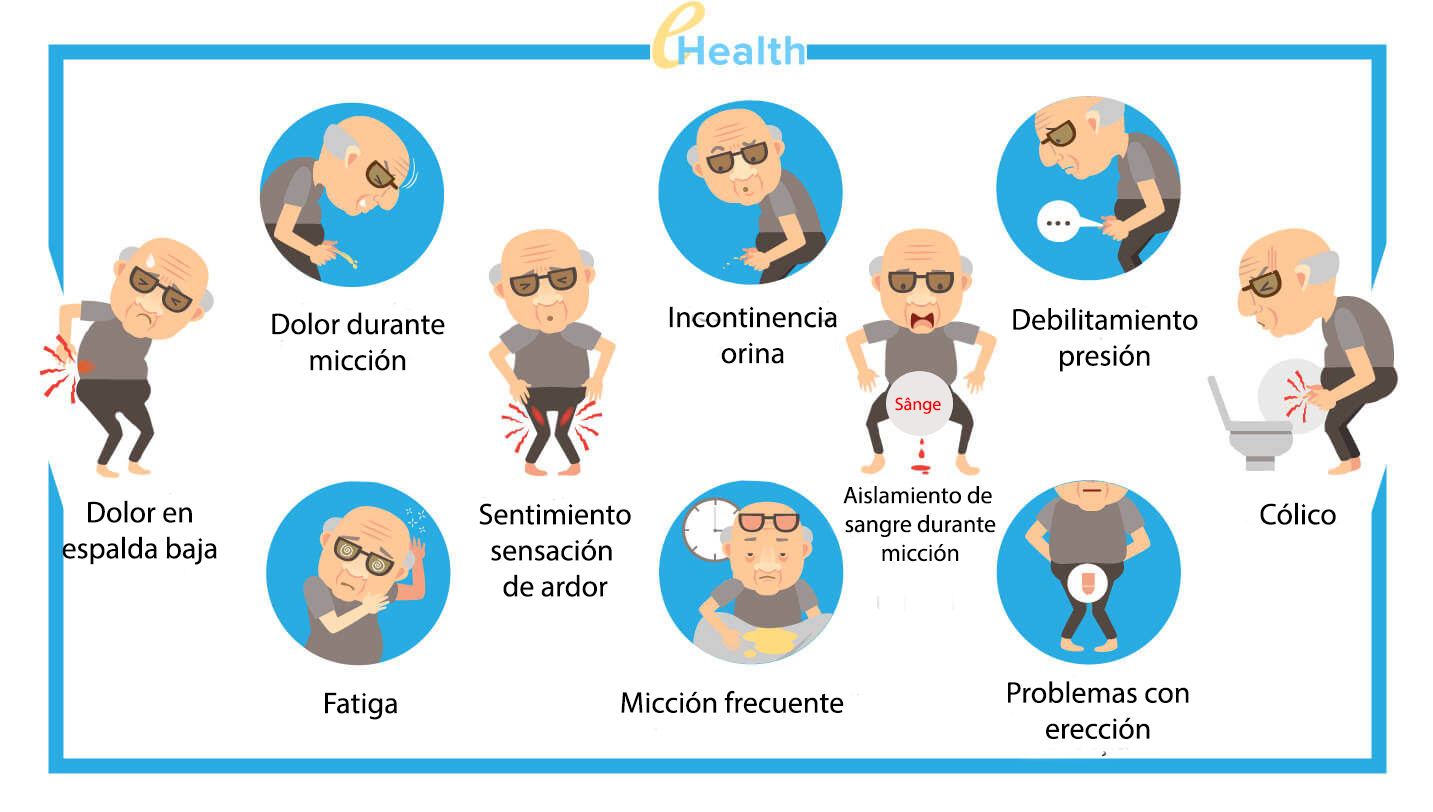 eHealth
Dolor durante
micción
Incontinencia
orina
Debilitamiento
presión
Sânge
Dolor en
espalda baja
Sentimiento
sensación
de ardor
Aislamiento de
sangre durante
micción
Cólico
Fatiga
Micción frecuente
Problemas con
erección